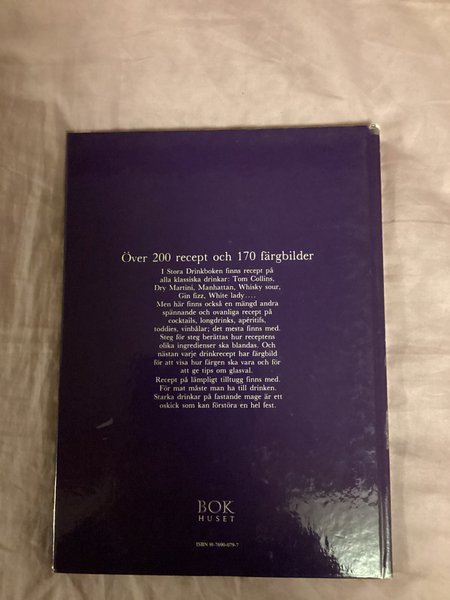 Över 200 recept och 170 färgbilder
I Stora Drinkboken finns recept på
alla klassiska drinkar: Tom Collins,
Dry Martini, Manhattan, Whisky sour,
Gin fizz, White lady....
Men här finns också en mängd andra
spännande och ovanliga recept på
cocktails, longdrinks, apéritifs,
toddies, vinbålar; det mesta finns med.
Steg för steg berättas hur receptens
olika ingredienser ska blandas. Och
nästan varje drinkrecept har färgbild
för att visa hur färgen ska vara och för
att ge tips om glasval.
Recept på lämpligt tilltugg finns med.
För mat måste man ha till drinken.
Starka drinkar på fastande mage är ett
oskick som kan förstöra en hel fest.
BOK
HUSET
ISBN 91-7690-079-7